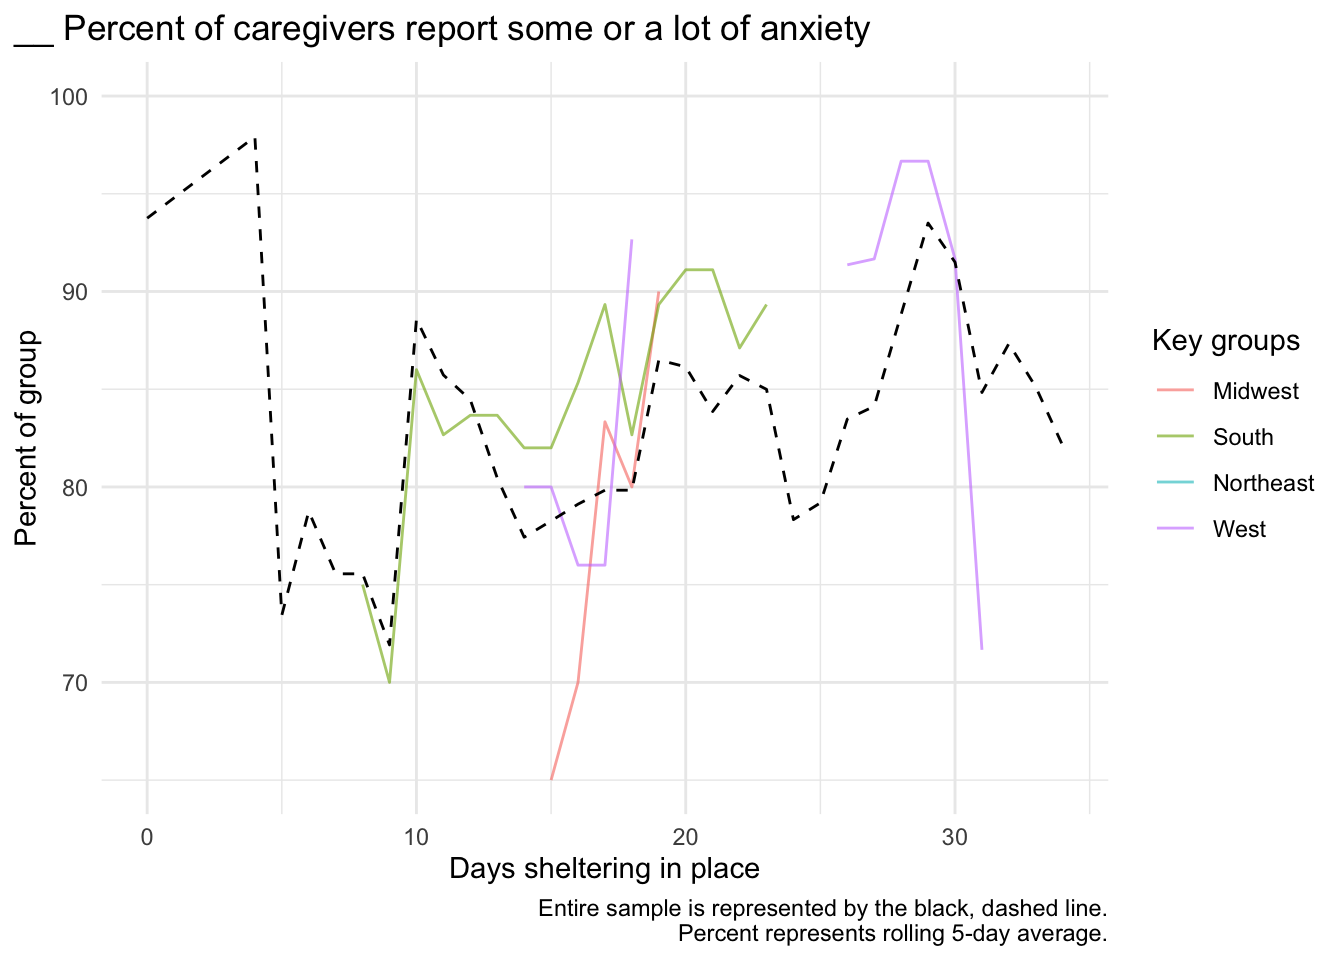 __ Percent of caregivers report some or a lot of anxiety
100
90
80
70
Percent of group
0 10 20 30
Days sheltering in place
Key groups
Midwest
South
Northeast
West
Entire sample is represented by the black, dashed line.
Percent represents rolling 5-day average.